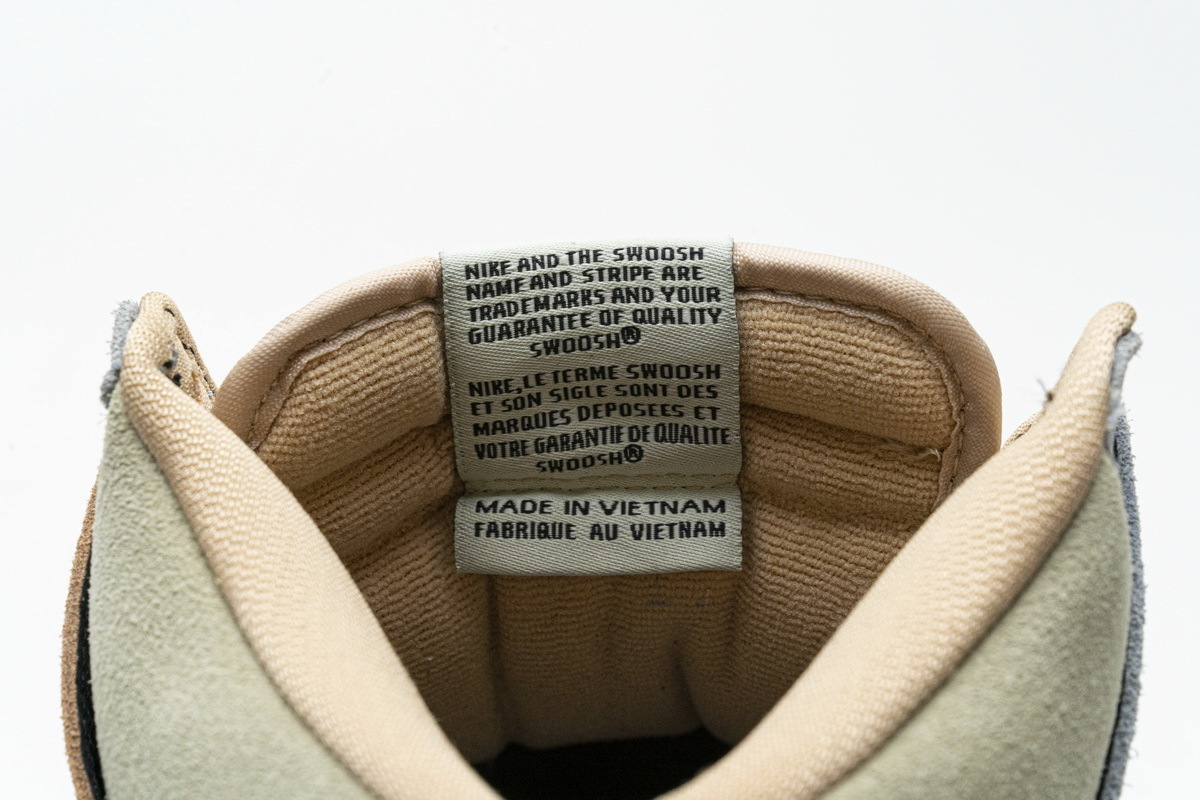 NIKE AND THE SWOOSH
NAME AND STRIPE ARE
TRADEMARKS AND YOUR
GUARANTEE OF QUALITY
SWOOSH®
NIKE, LE TERME SWOOSH
ET SON SIGLE SONT DES
MARQUES DEPOSEES ET
VOTRE GARANTIE DE QUALITE
SWOOSH®
MADE IN VIETNAM
FABRIQUE AU VIETNAM